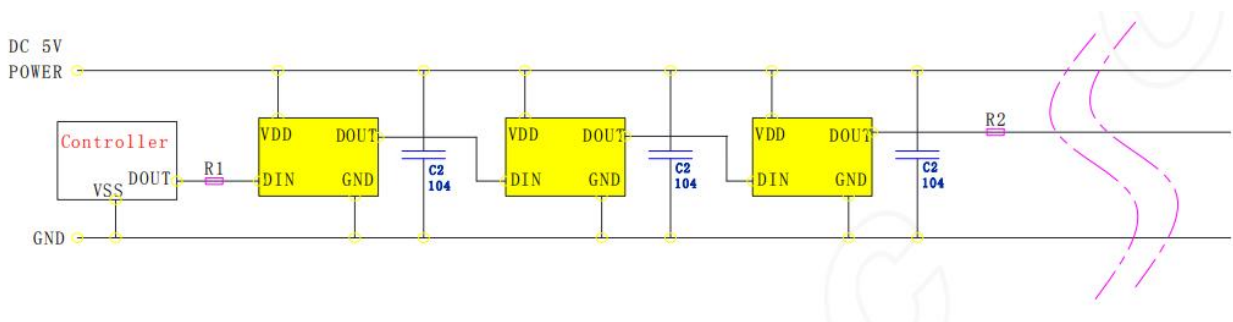 DC 5V
POWER
Controller
DOUT
VSS
R1
VDD
DOUT
DIN
GND
C2
104
VDD
DOUT
DIN
GND
C2
104
VDD
DOUT
DIN
GND
C2
104
R2
GND